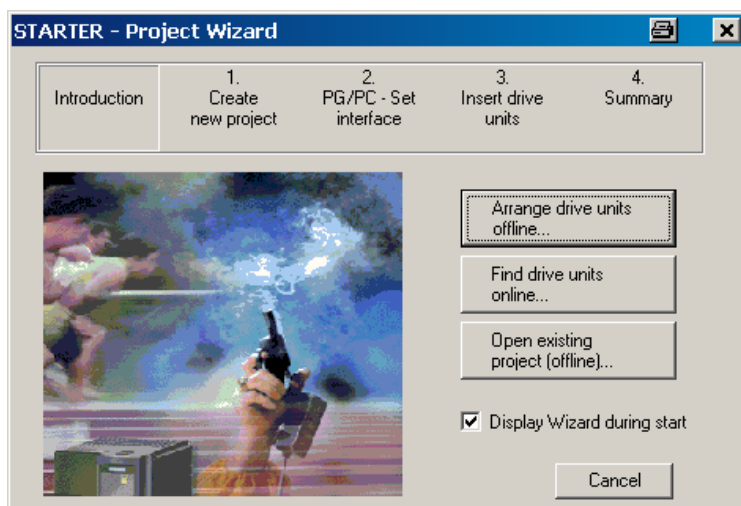 STARTER - Project Wizard
Introduction
1.
Create
new project
2.
PG/PC - Set
interface
3.
Insert drive
units
4.
Summary
Arrange drive units
offline...
Find drive units
online...
Open existing
project (offline)...
Display Wizard during start
Cancel